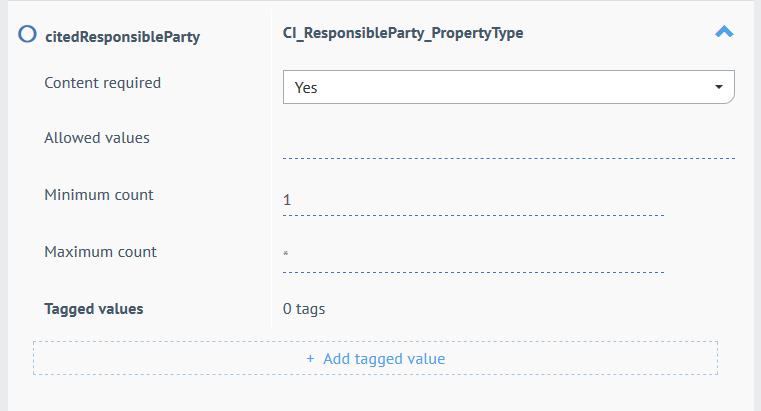 citedResponsibleParty CI_ResponsibleParty_PropertyType
Content required Yes
Allowed values
Minimum count 1
Maximum count *
Tagged values 0 tags
+ Add tagged value